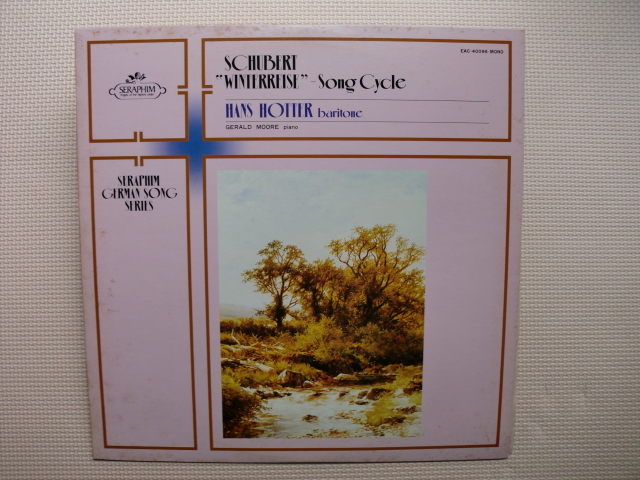 EAC 40096 MONO
SCHUBERT
"WINTERREISE"-Song Cycle
SERAPHIM
HANS HOTTER baritone
GERALD MOORE piano
SERAPHIM
GERMAN SONG
SERIES